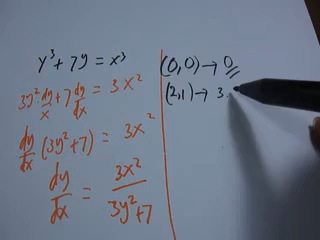 y³+7y = x³
3y² dy/x + 7 dy/dx = 3x²
dy/dx (3y²+7) = 3x²
dy/dx = 3x²/3y²+7
(0,0) → 0
(2,1) → 3.